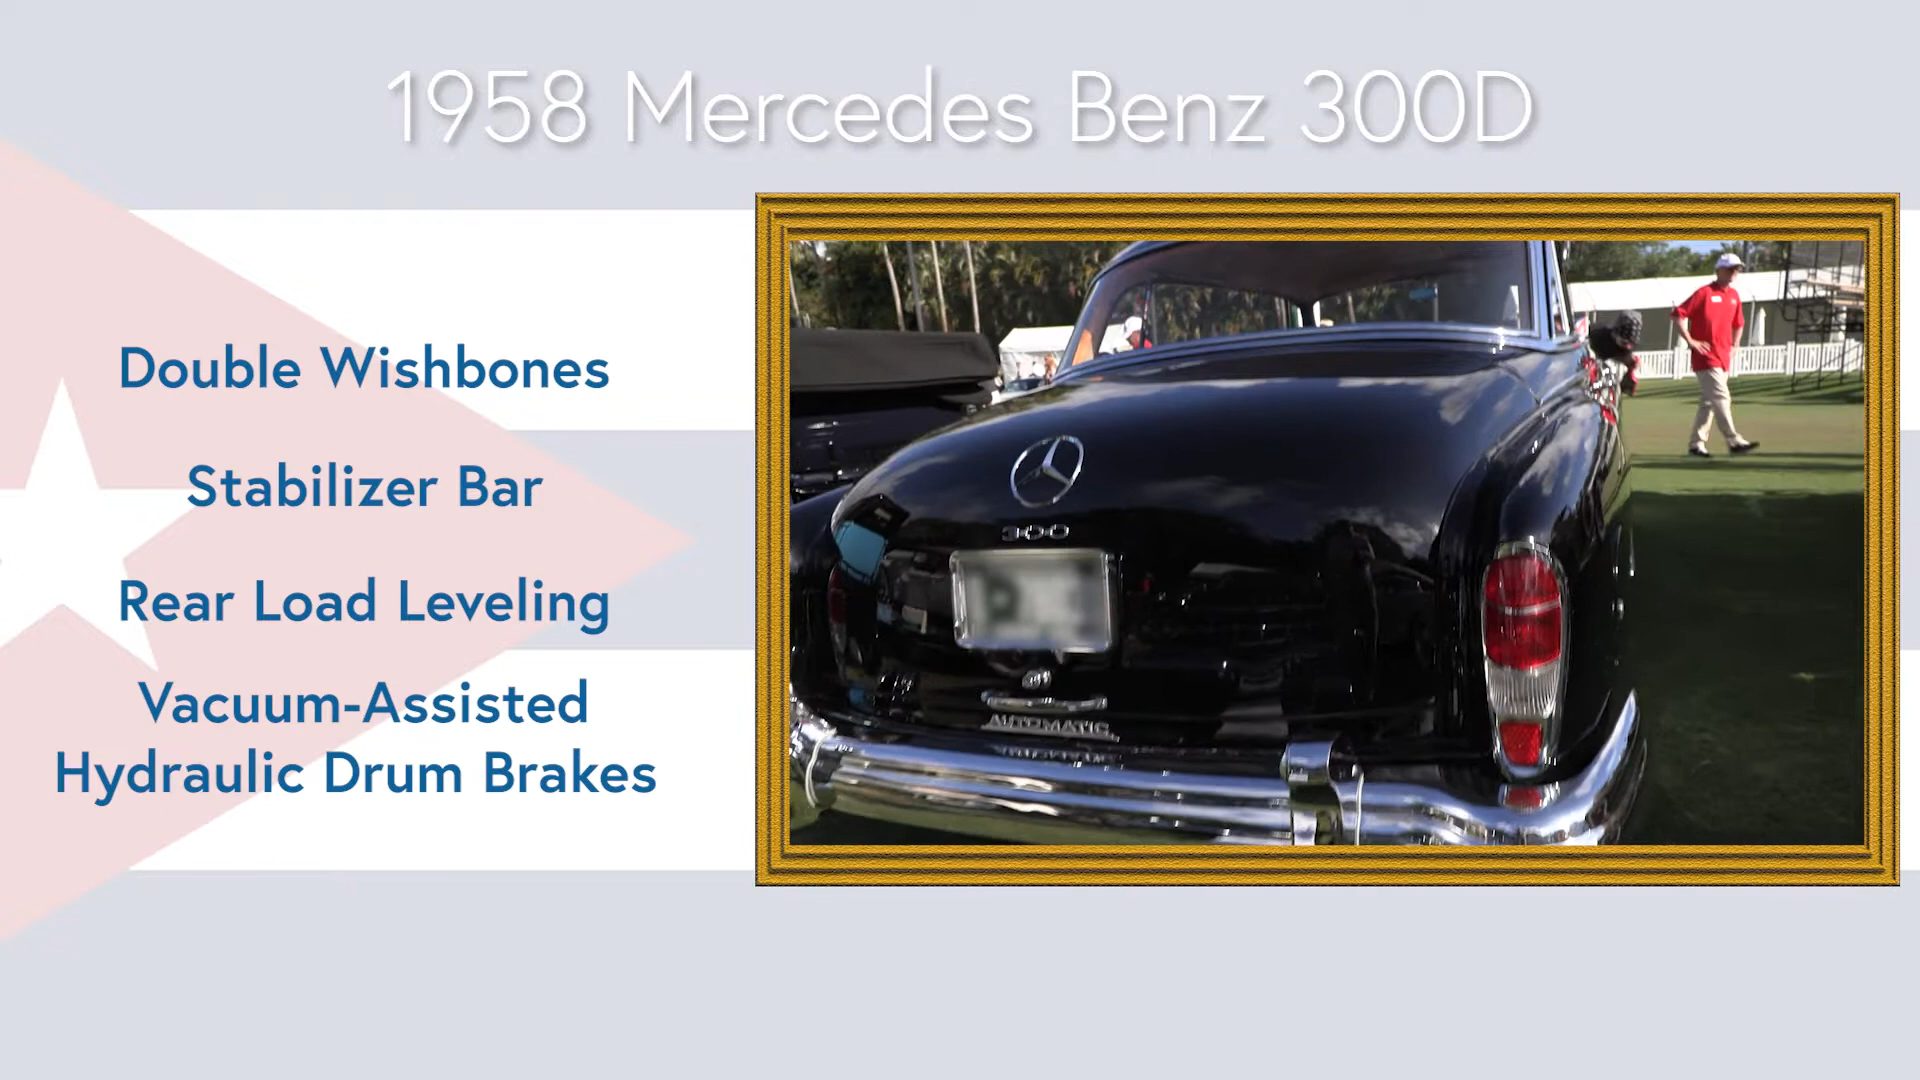 1958 Mercedes Benz 300D
Double Wishbones
Stabilizer Bar
Rear Load Leveling
Vacuum-Assisted
Hydraulic Drum Brakes
300
AUTOMATIC